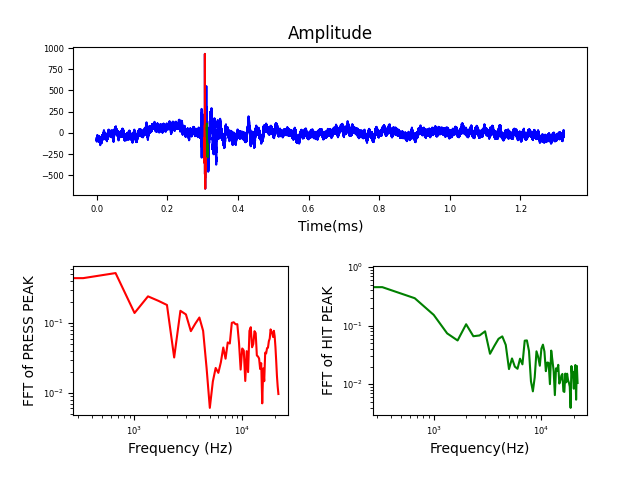 Amplitude
1000
750
500
250
0
−250
−500
0.0 0.2 0.4 0.6 0.8 1.0 1.2
Time(ms)
FFT of PRESS PEAK
10⁻¹
10⁻²
10³ 10⁴
Frequency (Hz)
FFT of HIT PEAK
10⁰
10⁻¹
10⁻²
10³ 10⁴
Frequency(Hz)